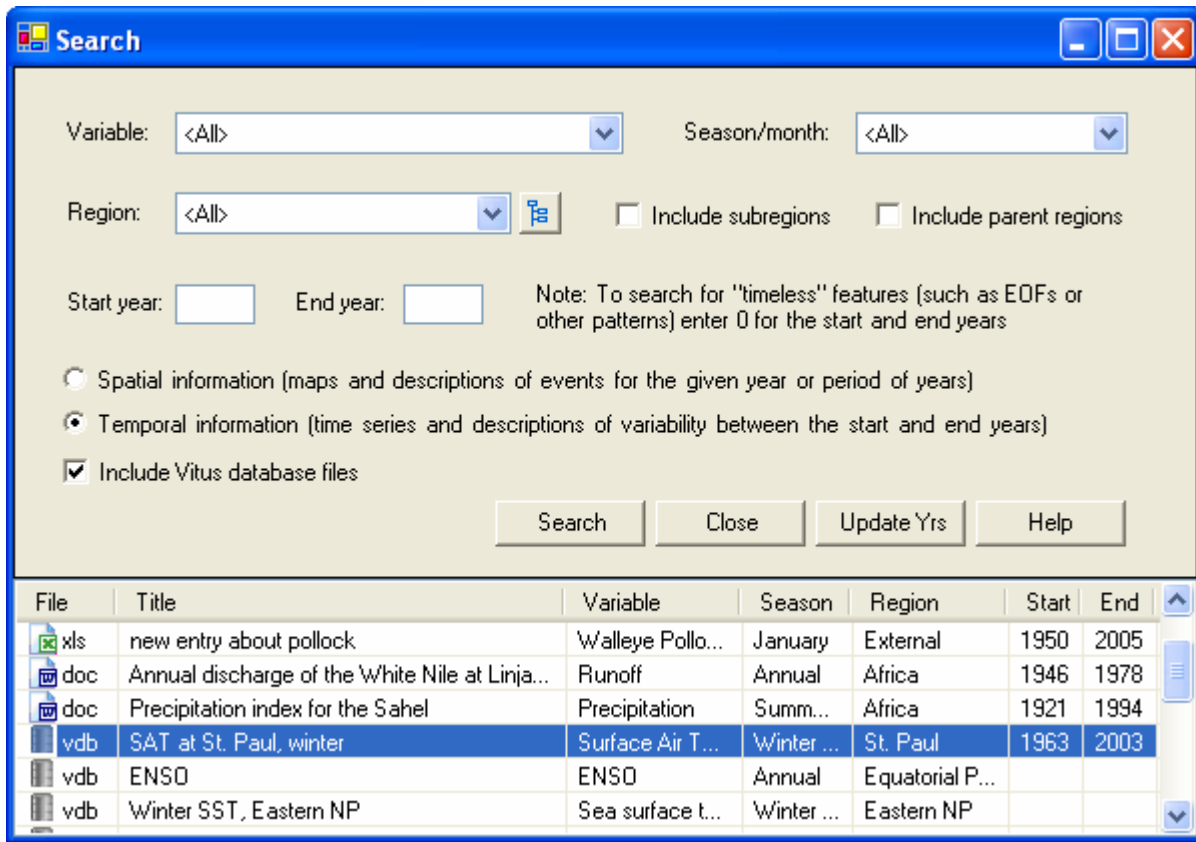 Search
Variable: <All> Season/month: <All>
Region: <All> Include subregions Include parent regions
Start year: End year: Note: To search for "timeless" features (such as EOFs or
other patterns) enter 0 for the start and end years
Spatial information (maps and descriptions of events for the given year or period of years)
Temporal information (time series and descriptions of variability between the start and end years)
Include Vitus database files
Search Close Update Yrs Help
File Title Variable Season Region Start End
xls new entry about pollock Walleye Pollo... January External 1950 2005
doc Annual discharge of the White Nile at Linja... Runoff Annual Africa 1946 1978
doc Precipitation index for the Sahel Precipitation Summ... Africa 1921 1994
vdb SAT at St. Paul, winter Surface Air T... Winter ... St. Paul 1963 2003
vdb ENSO ENSO Annual Equatorial P...
vdb Winter SST, Eastern NP Sea surface t... Winter ... Eastern NP